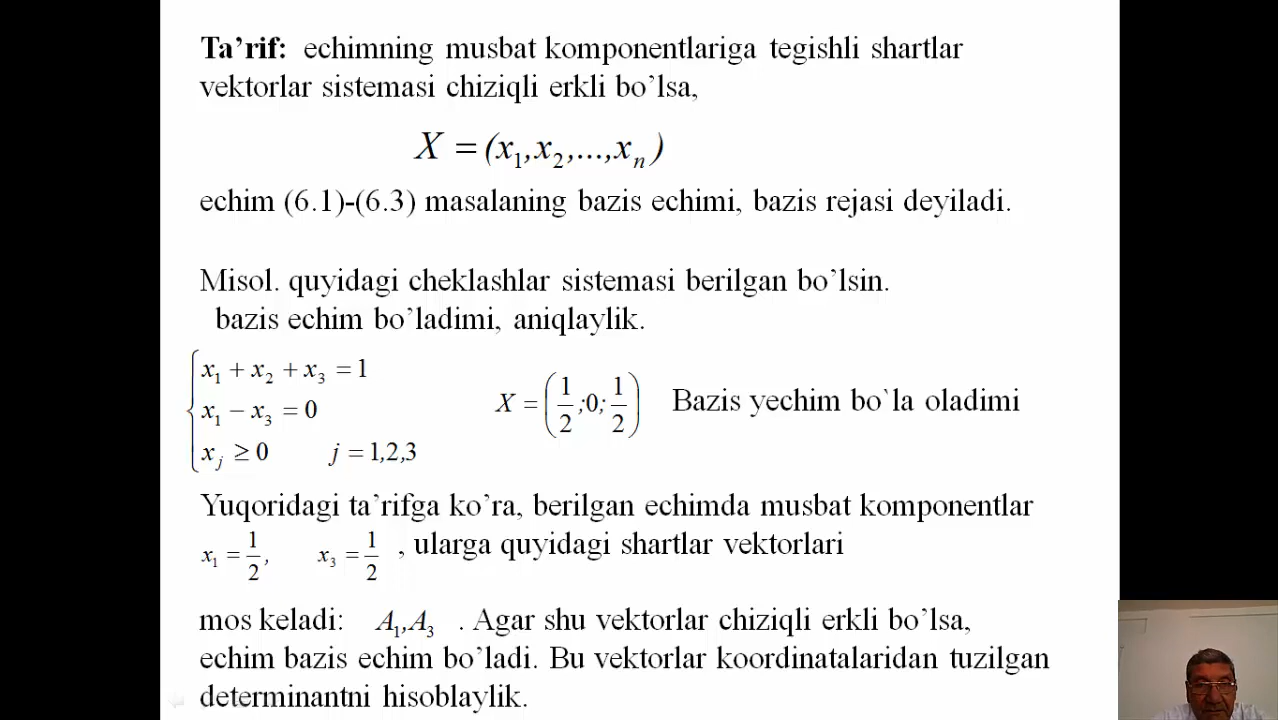 Ta’rif: echimning musbat komponentlariga tegishli shartlar
vektorlar sistemasi chiziqli erkli bo’lsa,
X = (x₁,x₂,...,xₙ)
echim (6.1)-(6.3) masalaning bazis echimi, bazis rejasi deyiladi.
Misol. quyidagi cheklashlar sistemasi berilgan bo’lsin.
bazis echim bo’ladimi, aniqlaylik.
x₁ + x₂ + x₃ = 1
x₁ − x₃ = 0
xⱼ ≥ 0 j = 1,2,3
X = (1/2;0;1/2) Bazis yechim bo`la oladimi
Yuqoridagi ta’rifga ko’ra, berilgan echimda musbat komponentlar
x₁ = 1/2, x₃ = 1/2 , ularga quyidagi shartlar vektorlari
mos keladi: A₁,A₃ . Agar shu vektorlar chiziqli erkli bo’lsa,
echim bazis echim bo’ladi. Bu vektorlar koordinatalaridan tuzilgan
determinantni hisoblaylik.